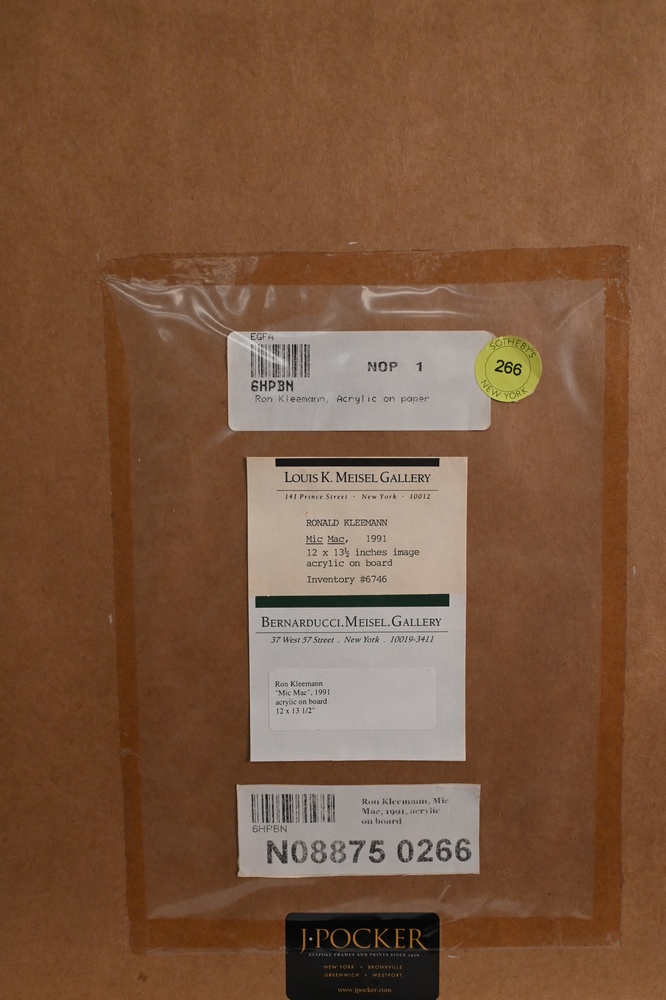 EGFA
NOP 1
6HPBN
Ron Kleemann, Acrylic on paper
SOTHEBY'S
266
NEW YORK
LOUIS K. MEISEL GALLERY
141 Prince Street · New York · 10012
RONALD KLEEMANN
Mic Mac, 1991
12 x 13½ inches image
acrylic on board
Inventory #6746
BERNARDUCCI.MEISEL.GALLERY
37 West 57 Street . New York . 10019-3411
Ron Kleemann
"Mic Mac", 1991
acrylic on board
12 x 13 1/2"
Ron Kleemann, Mic
Mac, 1991, acrylic
on board
6HPBN
N08875 0266
J·POCKER
BESPOKE FRAMES AND PRINTS SINCE 1926
NEW YORK • BRONXVILLE
GREENWICH • WESTPORT
www.jpocker.com